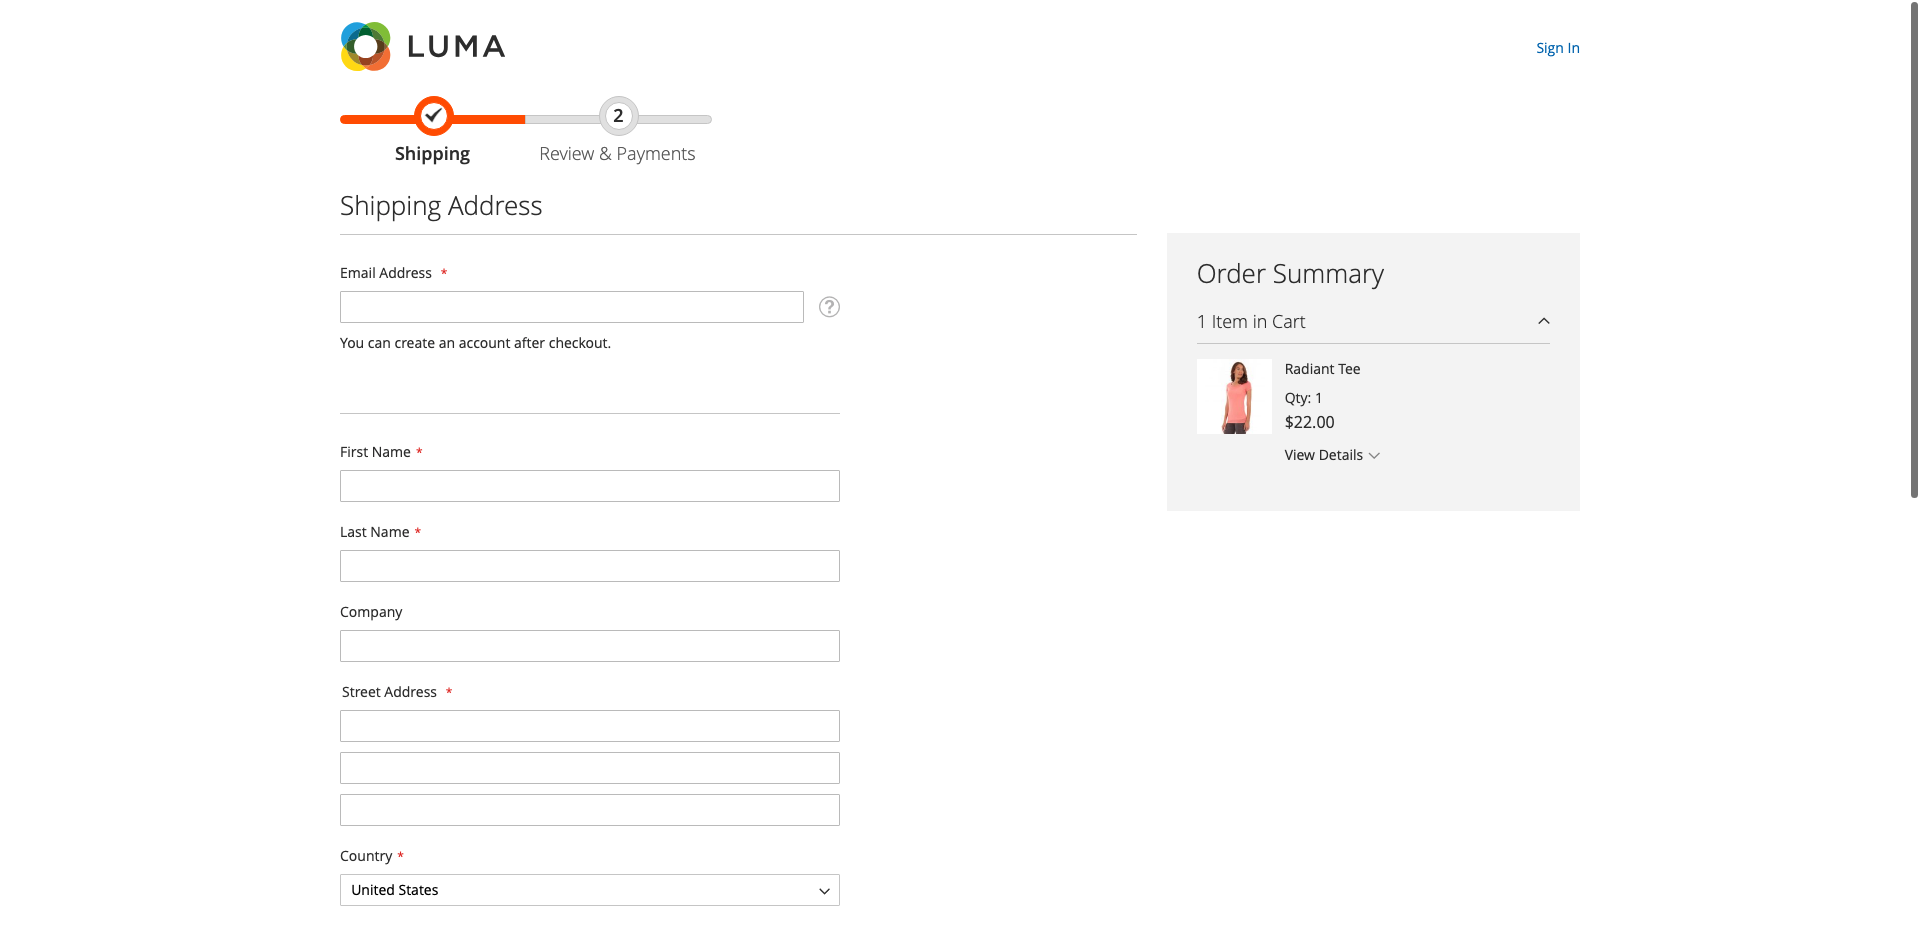 LUMA
Sign In
2
Shipping
Review & Payments
Shipping Address
Email Address *
?
You can create an account after checkout.
First Name *
Last Name *
Company
Street Address *
Country *
United States
Order Summary
1 Item in Cart
Radiant Tee
Qty: 1
$22.00
View Details